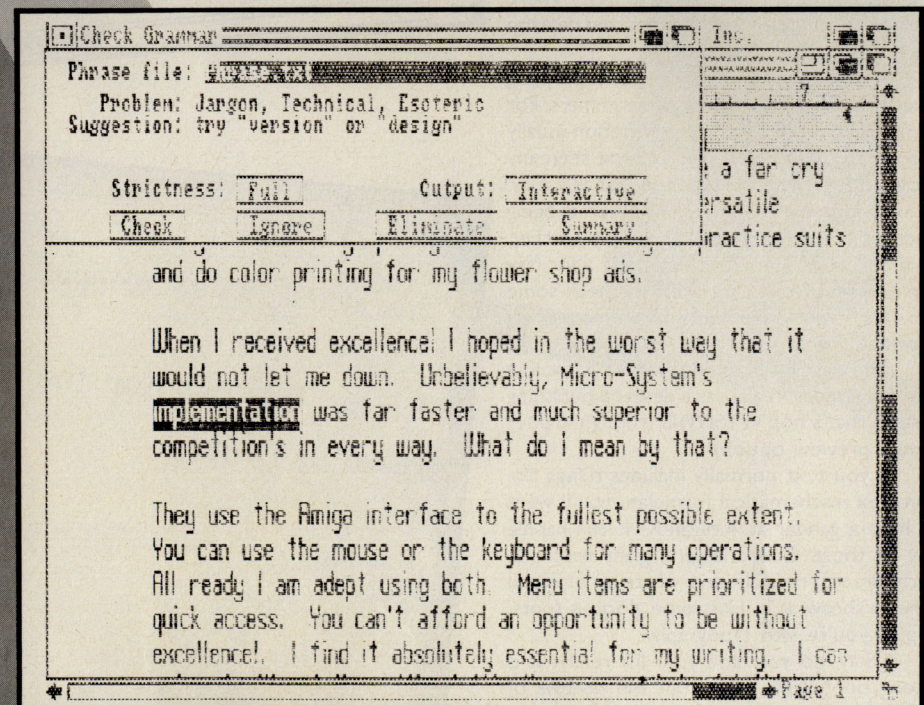 Check Grammar
Inc.
Phrase file: phrase.txt
Problem: Jargon, Technical, Esoteric
Suggestion: try "version" or "design"
7
Strictness: Full Output: Interactive
Check Ignore Eliminate Summary
a far cry
ersatile
practice suits
and do color printing for my flower shop ads.
When I received excellence! I hoped in the worst way that it
would not let me down. Unbelievably, Micro-System's
implementation was far faster and much superior to the
competition's in every way. What do I mean by that?
They use the Amiga interface to the fullest possible extent.
You can use the mouse or the keyboard for many operations.
All ready I am adept using both. Menu items are prioritized for
quick access. You can't afford an opportunity to be without
excellence!. I find it absolutely essential for my writing. I can
Page 1